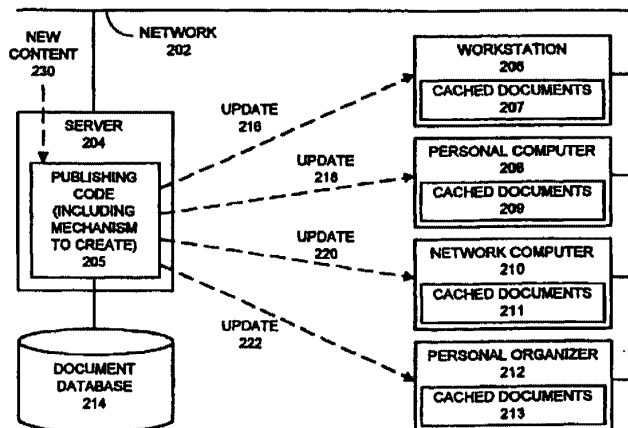 NETWORK
202
NEW
CONTENT
230
SERVER
204
PUBLISHING
CODE
(INCLUDING
MECHANISM
TO CREATE)
205
DOCUMENT
DATABASE
214
UPDATE
216
UPDATE
218
UPDATE
220
UPDATE
222
WORKSTATION
206
CACHED DOCUMENTS
207
PERSONAL COMPUTER
208
CACHED DOCUMENTS
209
NETWORK COMPUTER
210
CACHED DOCUMENTS
211
PERSONAL ORGANIZER
212
CACHED DOCUMENTS
213